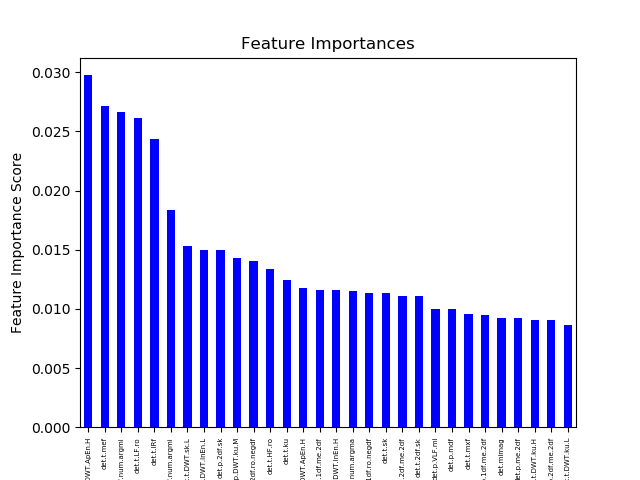 Feature Importances
Feature Importance Score
0.030
0.025
0.020
0.015
0.010
0.005
0.000
DWT.ApEn.H
det.t.mef
.num.argmi
det.t.LF.ro
det.t.IRf
.num.argmi
.t.DWT.sk.L
.DWT.InEn.L
det.p.2df.sk
p.DWT.ku.M
2df.ro.negdf
det.t.HF.ro
det.t.ku
DWT.ApEn.H
.1df.me.2df
DWT.InEn.H
num.argma
1df.ro.negdf
det.t.sk
.2df.me.2df
det.t.2df.sk
det.p.VLF.mi
det.p.mdf
det.t.mxf
.1df.me.2df
det.mimag
det.p.me.2df
t.DWT.ku.H
.2df.me.2df
.t.DWT.ku.L